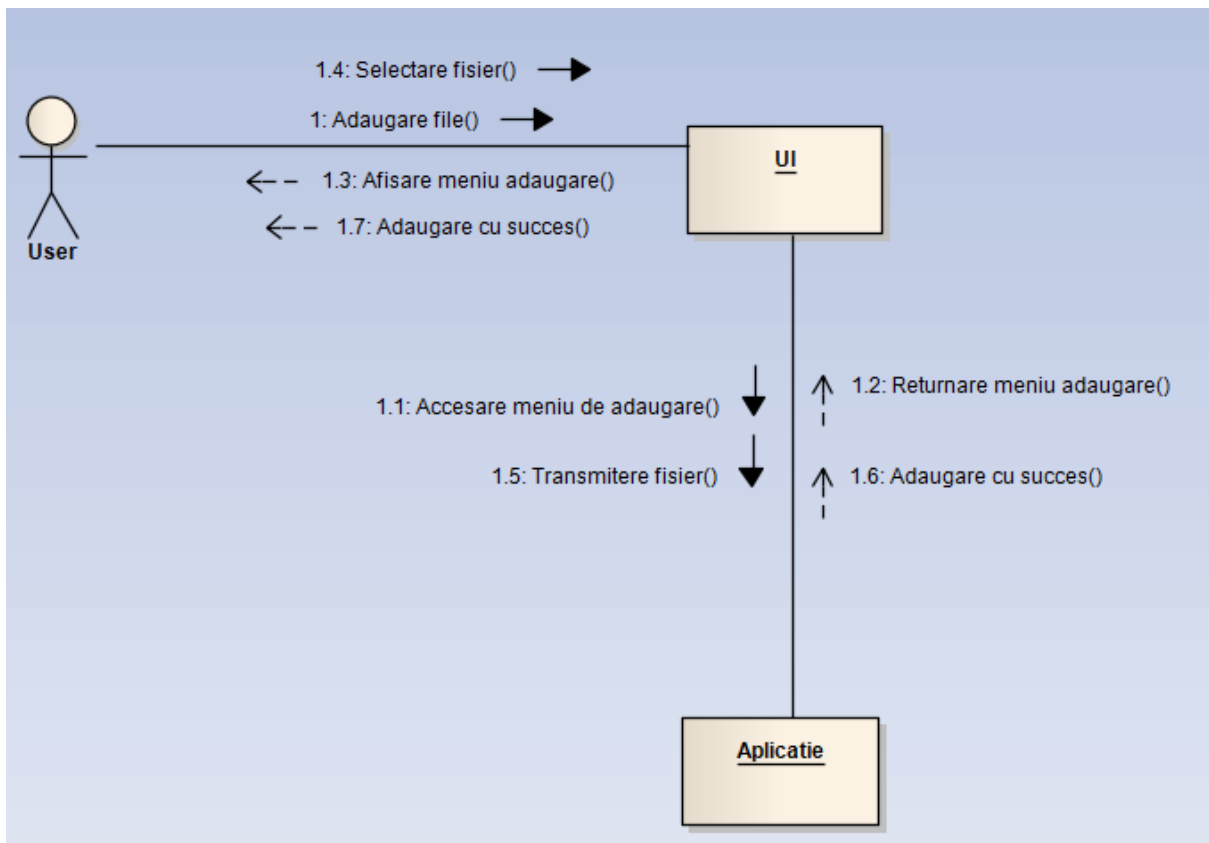 1.4: Selectare fisier()
1: Adaugare file()
UI
1.3: Afisare meniu adaugare()
1.7: Adaugare cu succes()
User
1.2: Returnare meniu adaugare()
1.1: Accesare meniu de adaugare()
1.5: Transmitere fisier()
1.6: Adaugare cu succes()
Aplicatie